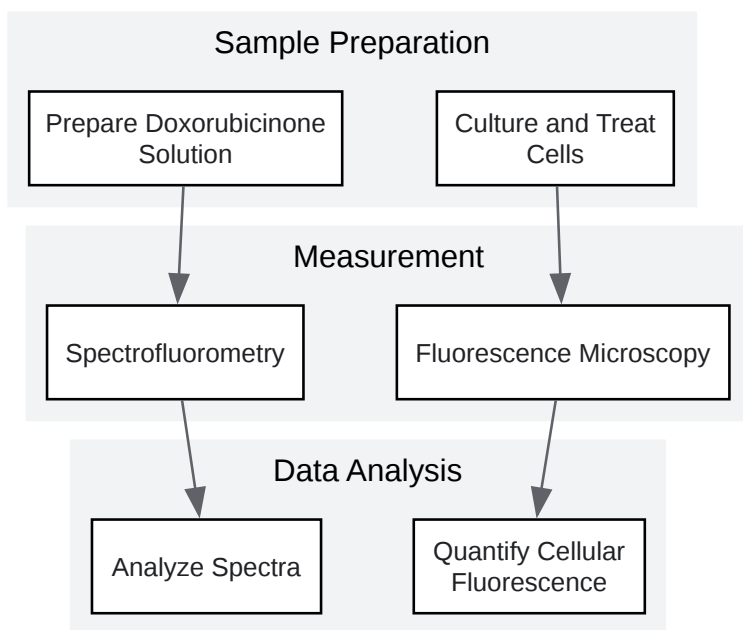 Sample Preparation
Prepare Doxorubicinone
Solution
Culture and Treat
Cells
Measurement
Spectrofluorometry
Fluorescence Microscopy
Data Analysis
Analyze Spectra
Quantify Cellular
Fluorescence